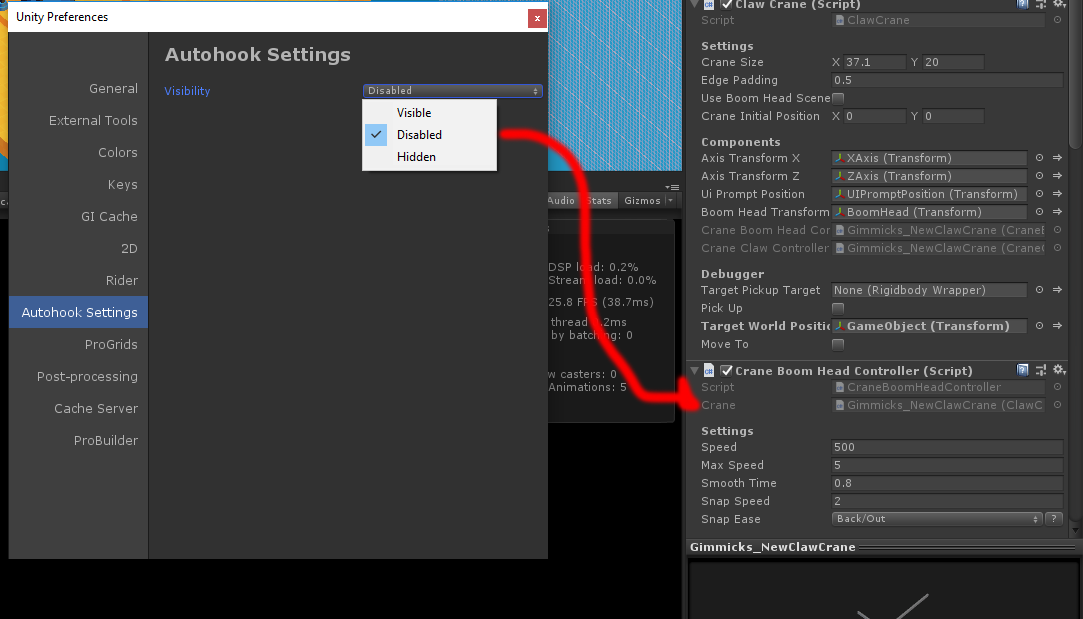 Unity Preferences
x
General
External Tools
Colors
Keys
GI Cache
2D
Rider
Autohook Settings
ProGrids
Post-processing
Cache Server
ProBuilder
Autohook Settings
Visibility Disabled
Visible
Disabled
Hidden
Audio Stats Gizmos
DSP load: 0.2%
Stream load: 0.0%
25.8 FPS (38.7ms)
thread 2ms
by batching: 0
w casters: 0
Animations: 5
Claw Crane (Script)
Script ClawCrane
Settings
Crane Size X 37.1 Y 20
Edge Padding 0.5
Use Boom Head Scene
Crane Initial Position X 0 Y 0
Components
Axis Transform X XAxis (Transform)
Axis Transform Z ZAxis (Transform)
Ui Prompt Position UIPromptPosition (Transform)
Boom Head Transform BoomHead (Transform)
Crane Boom Head Cor Gimmicks_NewClawCrane (CraneB
Crane Claw Controller Gimmicks_NewClawCrane (CraneC
Debugger
Target Pickup Target None (Rigidbody Wrapper)
Pick Up
Target World Positio GameObject (Transform)
Move To
Crane Boom Head Controller (Script)
Script CraneBoomHeadController
Crane Gimmicks_NewClawCrane (ClawC
Settings
Speed 500
Max Speed 5
Smooth Time 0.8
Snap Speed 2
Snap Ease Back/Out ?
Gimmicks_NewClawCrane